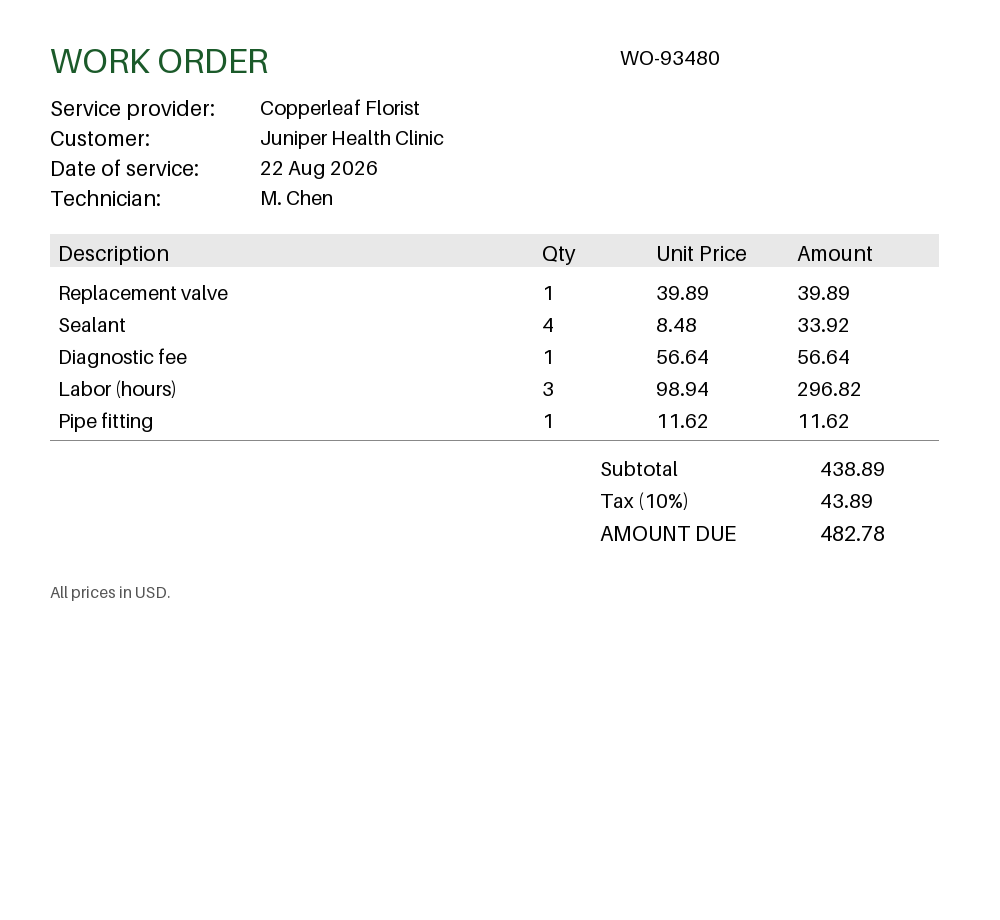 WORK ORDER WO-93480
Service provider: Copperleaf Florist
Customer: Juniper Health Clinic
Date of service: 22 Aug 2026
Technician: M. Chen
Description Qty Unit Price Amount
Replacement valve 1 39.89 39.89
Sealant 4 8.48 33.92
Diagnostic fee 1 56.64 56.64
Labor (hours) 3 98.94 296.82
Pipe fitting 1 11.62 11.62
Subtotal 438.89
Tax (10%) 43.89
AMOUNT DUE 482.78
All prices in USD.